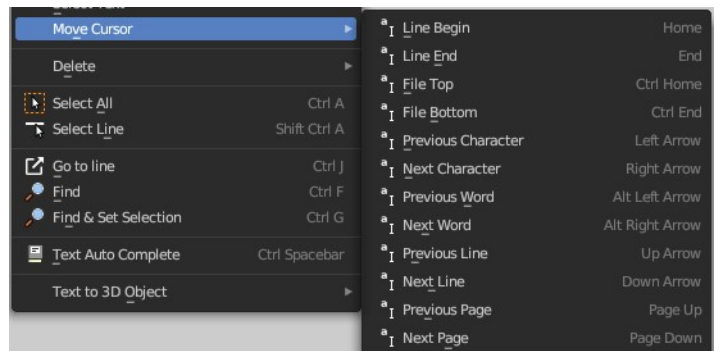 Move Cursor
Delete
Select All Ctrl A
Select Line Shift Ctrl A
Go to line Ctrl J
Find Ctrl F
Find & Set Selection Ctrl G
Text Auto Complete Ctrl Spacebar
Text to 3D Object
Line Begin Home
Line End End
File Top Ctrl Home
File Bottom Ctrl End
Previous Character Left Arrow
Next Character Right Arrow
Previous Word Alt Left Arrow
Next Word Alt Right Arrow
Previous Line Up Arrow
Next Line Down Arrow
Previous Page Page Up
Next Page Page Down